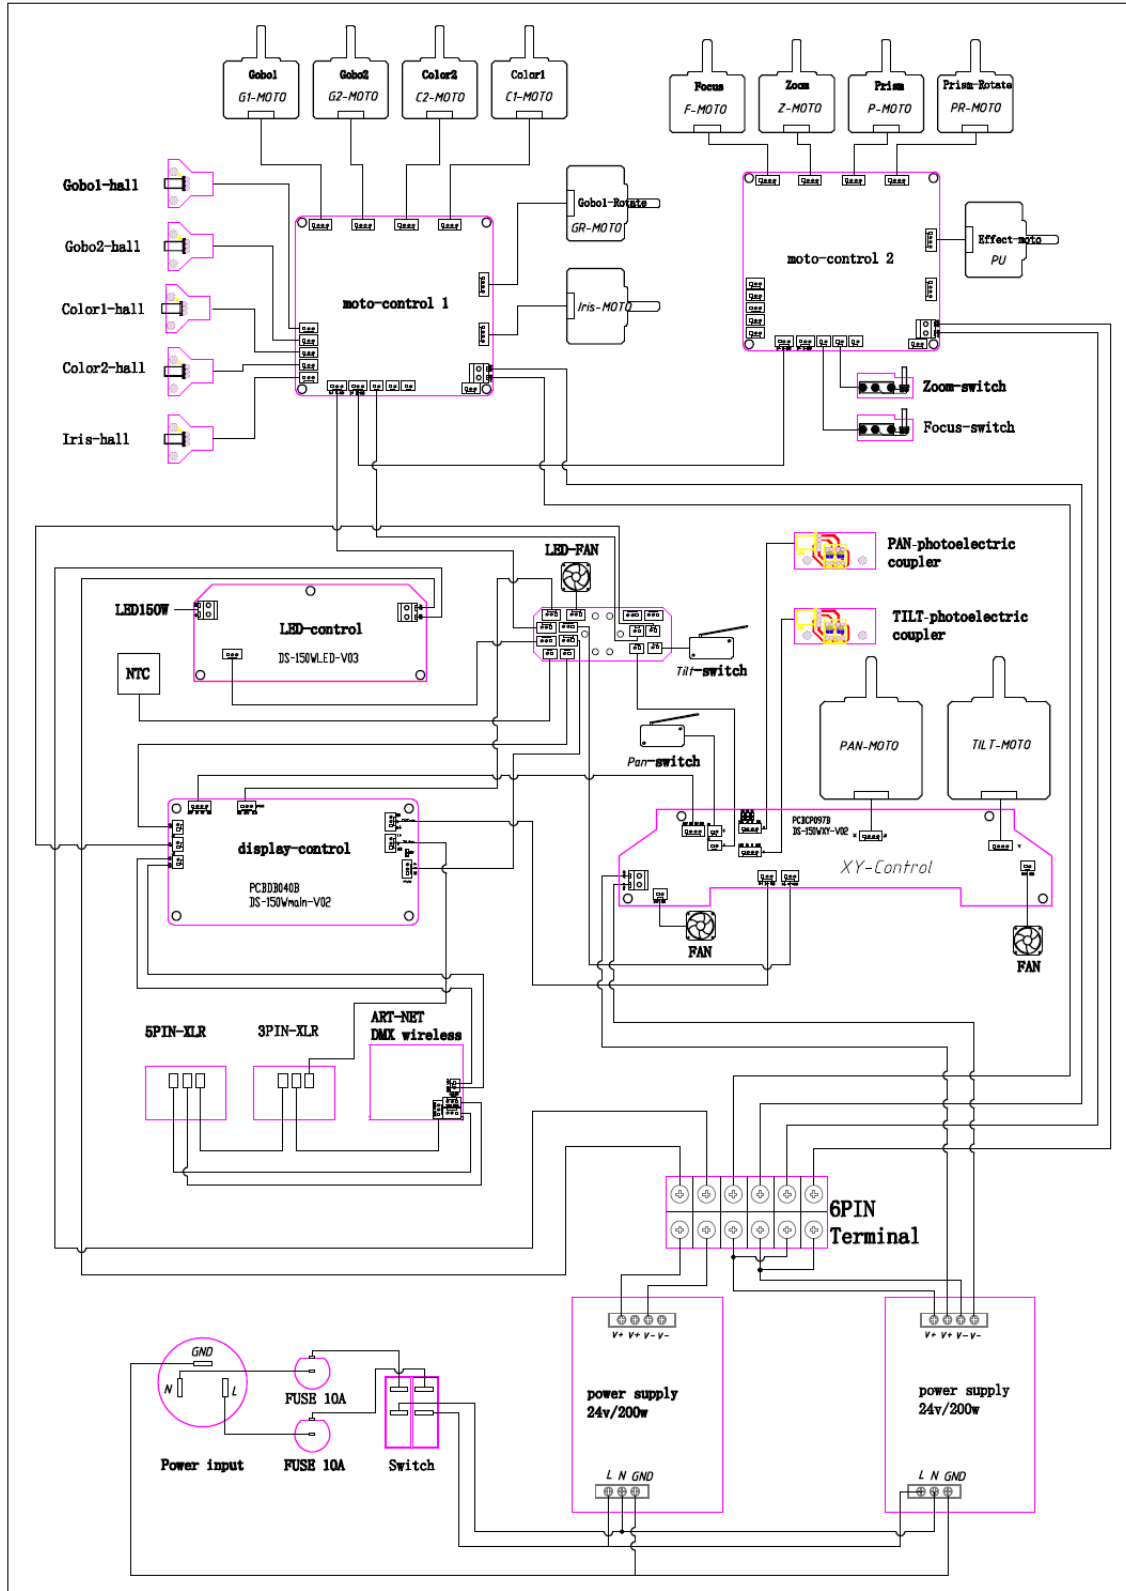 Gobo1
G1-MOTO
Gobo2
G2-MOTO
Color2
C2-MOTO
Color1
C1-MOTO
Focus
F-MOTO
Zoom
Z-MOTO
Prism
P-MOTO
Prism-Rotate
PR-MOTO
Gobo1-hall
Gobo2-hall
Color1-hall
Color2-hall
Iris-hall
moto-control 1
Gobo1-Rotate
GR-MOTO
Iris-MOTO
moto-control 2
Effect-moto
PU
Zoom-switch
Focus-switch
LED-FAN
PAN-photoelectric
coupler
TILT-photoelectric
coupler
LED150W
LED-control
DS-150WLED-V03
NTC
Tilt-switch
Pan-switch
PAN-MOTO
TILT-MOTO
display-control
PCBDB040B
DS-150Wmain-V02
PCBCP097B
DS-150WXY-V02
XY-Control
FAN
FAN
5PIN-XLR
3PIN-XLR
ART-NET
DMX wireless
6PIN
Terminal
V+ V+ V- V-
V+ V+ V- V-
power supply
24v/200w
power supply
24v/200w
L N GND
L N GND
GND
N
L
Power input
FUSE 10A
FUSE 10A
Switch